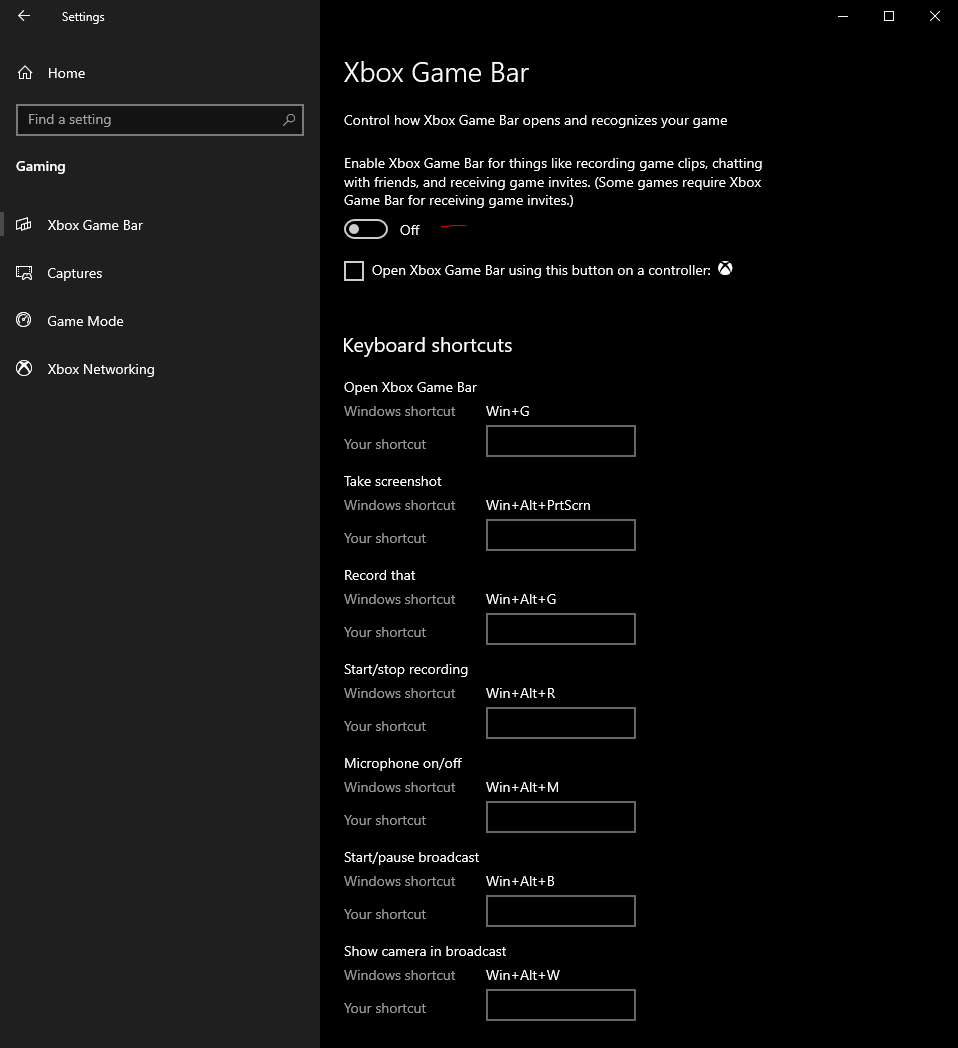 Settings
Home
Find a setting
Gaming
Xbox Game Bar
Captures
Game Mode
Xbox Networking
Xbox Game Bar
Control how Xbox Game Bar opens and recognizes your game
Enable Xbox Game Bar for things like recording game clips, chatting
with friends, and receiving game invites. (Some games require Xbox
Game Bar for receiving game invites.)
Off
Open Xbox Game Bar using this button on a controller:
Keyboard shortcuts
Open Xbox Game Bar
Windows shortcut Win+G
Your shortcut
Take screenshot
Windows shortcut Win+Alt+PrtScrn
Your shortcut
Record that
Windows shortcut Win+Alt+G
Your shortcut
Start/stop recording
Windows shortcut Win+Alt+R
Your shortcut
Microphone on/off
Windows shortcut Win+Alt+M
Your shortcut
Start/pause broadcast
Windows shortcut Win+Alt+B
Your shortcut
Show camera in broadcast
Windows shortcut Win+Alt+W
Your shortcut